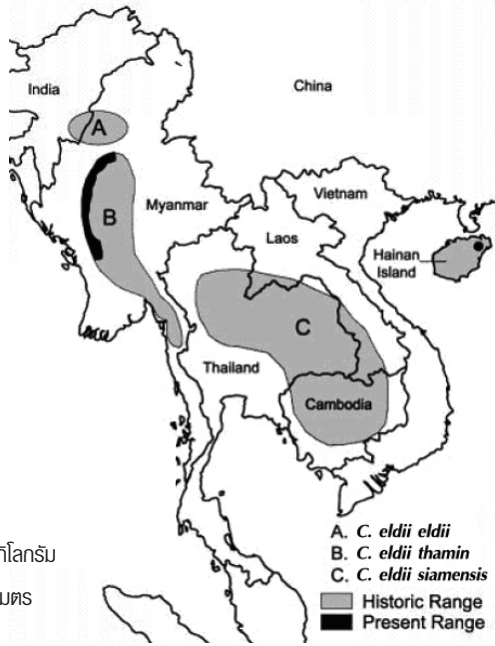 India
China
A
B
Myanmar
Vietnam
Laos
Hainan
Island
C
Thailand
Cambodia
A. C. eldii eldii
B. C. eldii thamin
C. C. eldii siamensis
Historic Range
Present Range